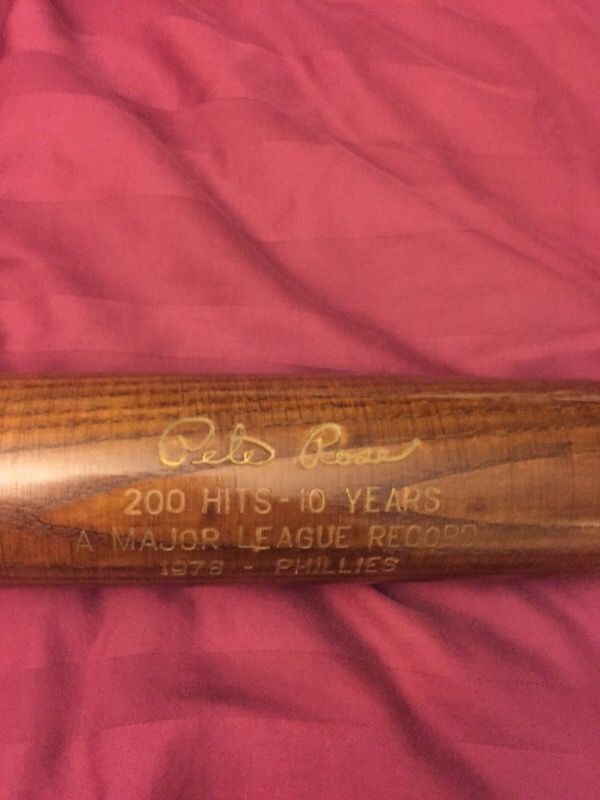 Pete Rose
200 HITS-10 YEARS
A MAJOR LEAGUE RECORD
1979 - PHILLIES